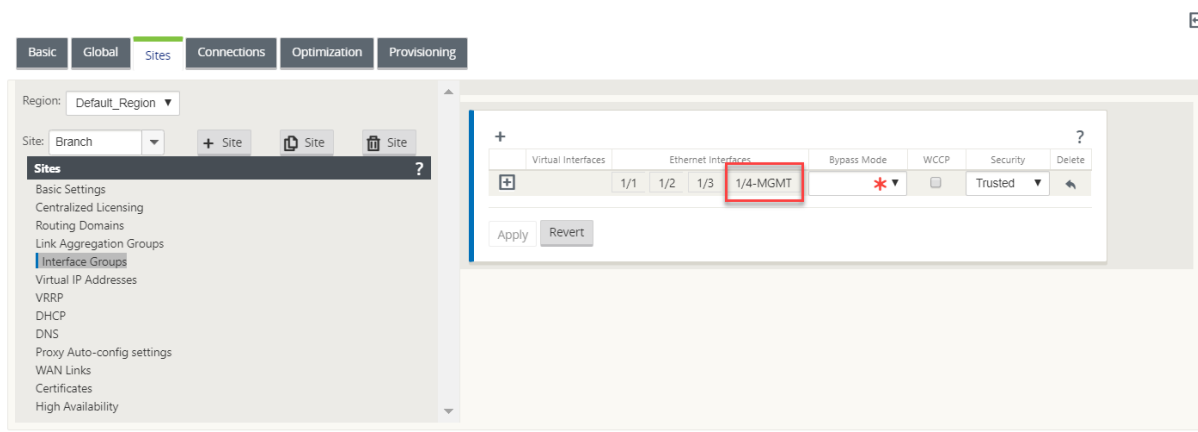 Basic Global Sites Connections Optimization Provisioning
Region: Default_Region
Site: Branch + Site Site Site
Sites ?
Basic Settings
Centralized Licensing
Routing Domains
Link Aggregation Groups
Interface Groups
Virtual IP Addresses
VRRP
DHCP
DNS
Proxy Auto-config settings
WAN Links
Certificates
High Availability
+ ?
Virtual Interfaces Ethernet Interfaces Bypass Mode WCCP Security Delete
1/1 1/2 1/3 1/4-MGMT Trusted
Apply Revert